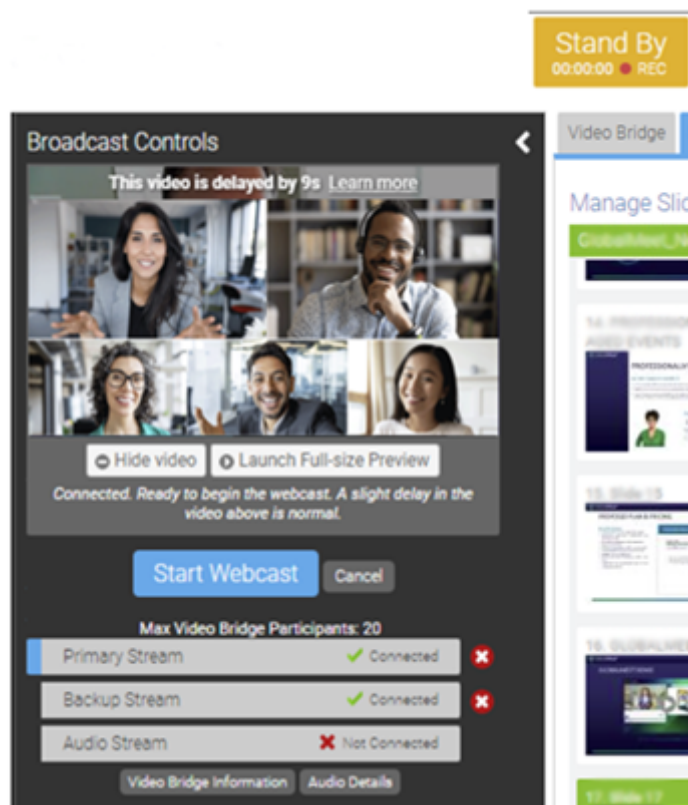 Stand By
00:00:00 REC
Broadcast Controls
Video Bridge
This video is delayed by 9s Learn more
Manage Slid
Hide video
Launch Full-size Preview
Connected. Ready to begin the webcast. A slight delay in the
video above is normal.
Start Webcast
Cancel
Max Video Bridge Participants: 20
Primary Stream Connected
Backup Stream Connected
Audio Stream Not Connected
Video Bridge Information
Audio Details